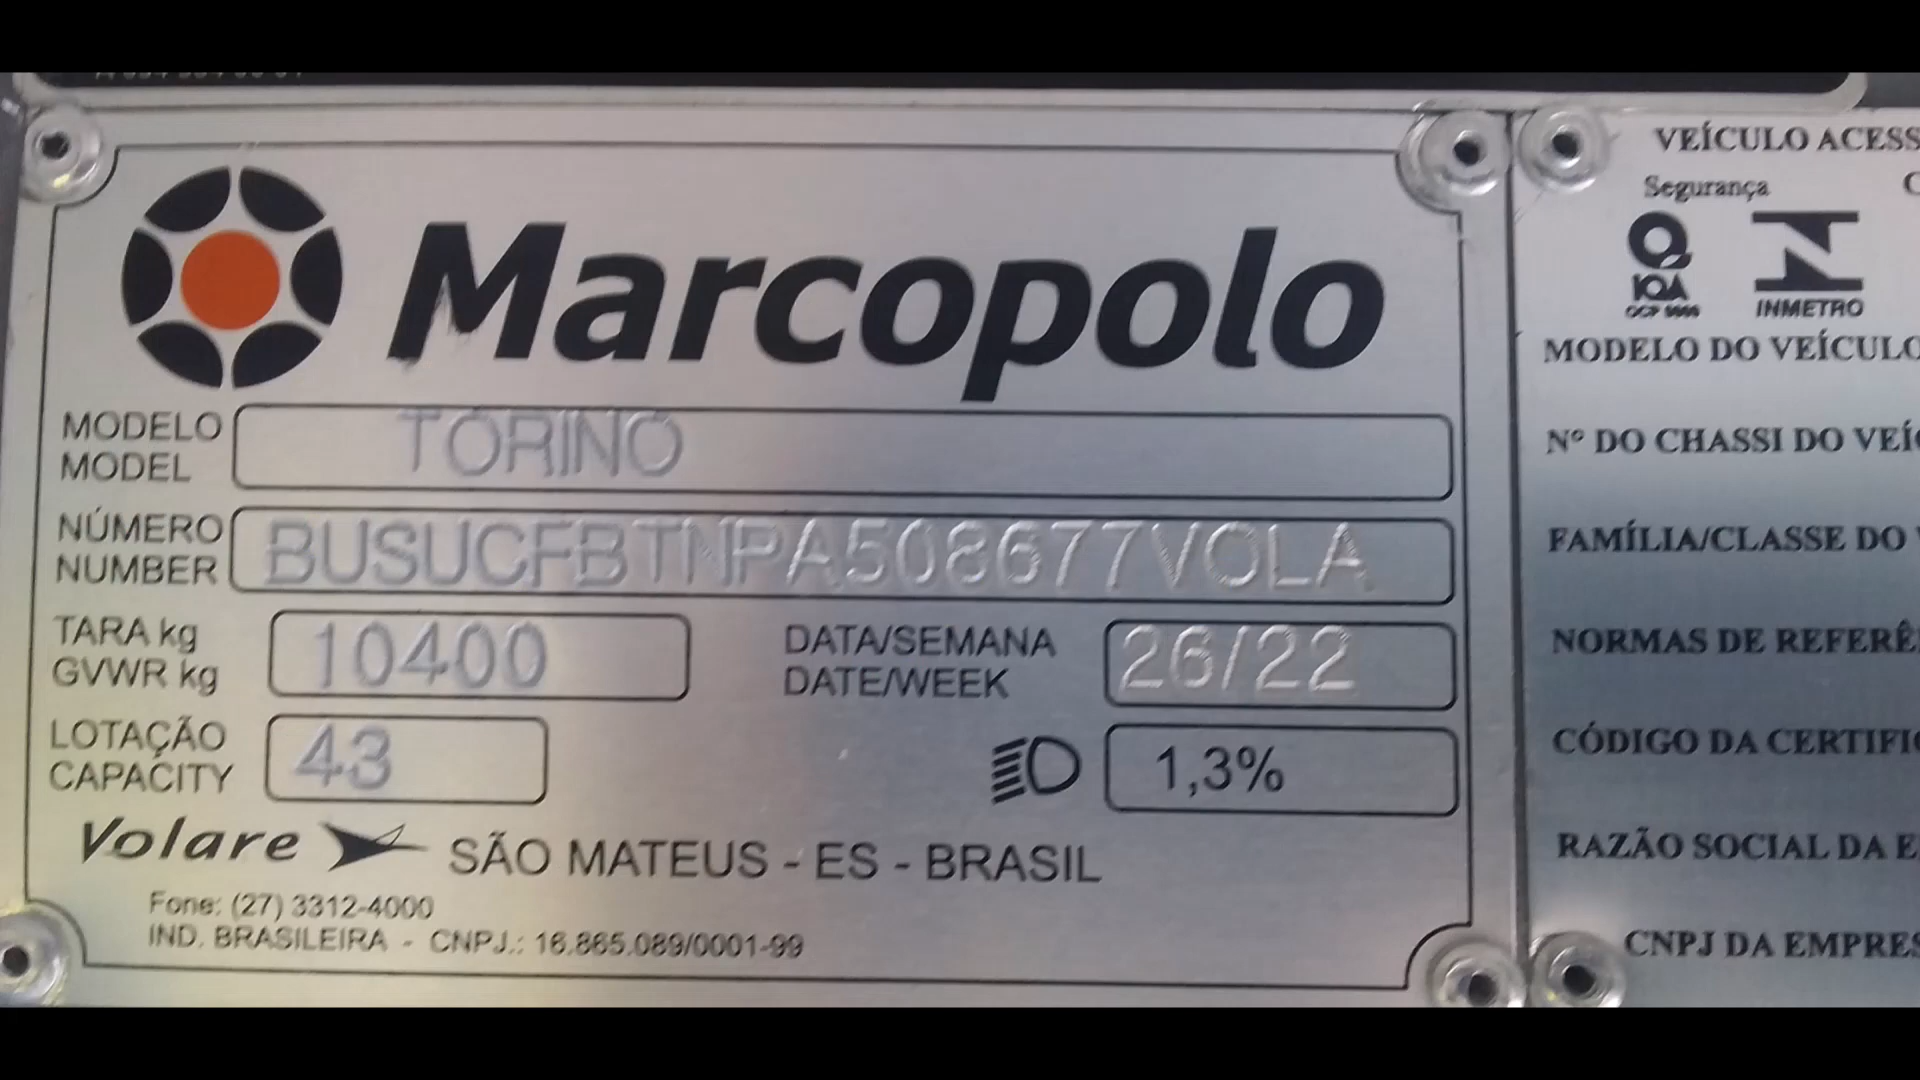 Marcopolo
MODELO
MODEL
TORINO
NÚMERO
NUMBER
BUSUCFBTNPA508677VOLA
TARA kg
GVWR kg
10400
DATA/SEMANA
DATE/WEEK
26/22
LOTAÇÃO
CAPACITY
43
1,3%
Volare
SÃO MATEUS - ES - BRASIL
Fone: (27) 3312-4000
IND. BRASILEIRA - CNPJ.: 16.865.089/0001-99
VEÍCULO ACESS
Segurança
IQA
INMETRO
MODELO DO VEÍCULO
Nº DO CHASSI DO VEÍC
FAMÍLIA/CLASSE DO
NORMAS DE REFERÊ
CÓDIGO DA CERTIFIC
RAZÃO SOCIAL DA E
CNPJ DA EMPRES